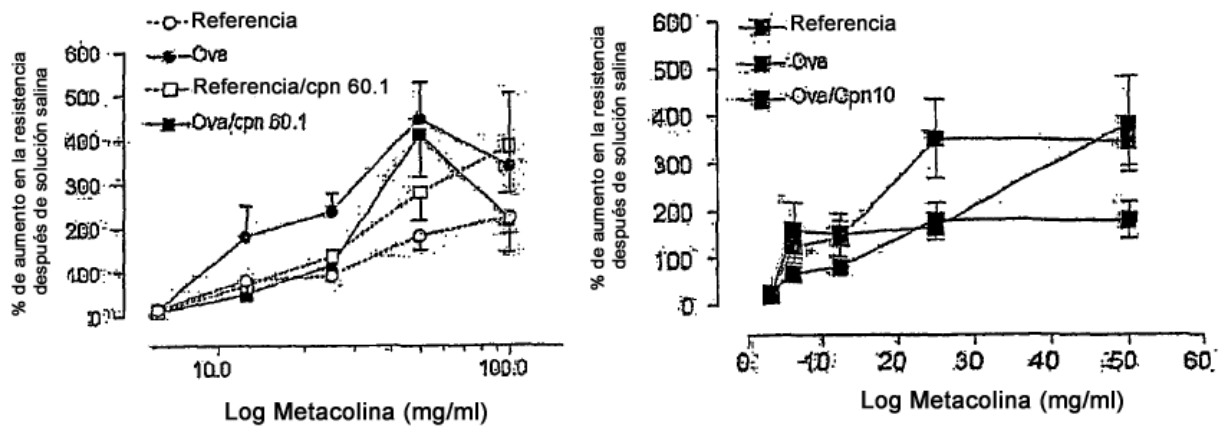 Referencia
Ova
Referencia/cpn 60.1
Ova/cpn 60.1
% de aumento en la resistencia
después de solución salina
600
500
400
300
200
100
0
10.0
100.0
Log Metacolina (mg/ml)
Referencia
Ova
Ova/Cpn10
% de aumento en la resistencia
después de solución salina
600
500
400
300
200
100
0
0
10
20
30
40
50
60
Log Metacolina (mg/ml)